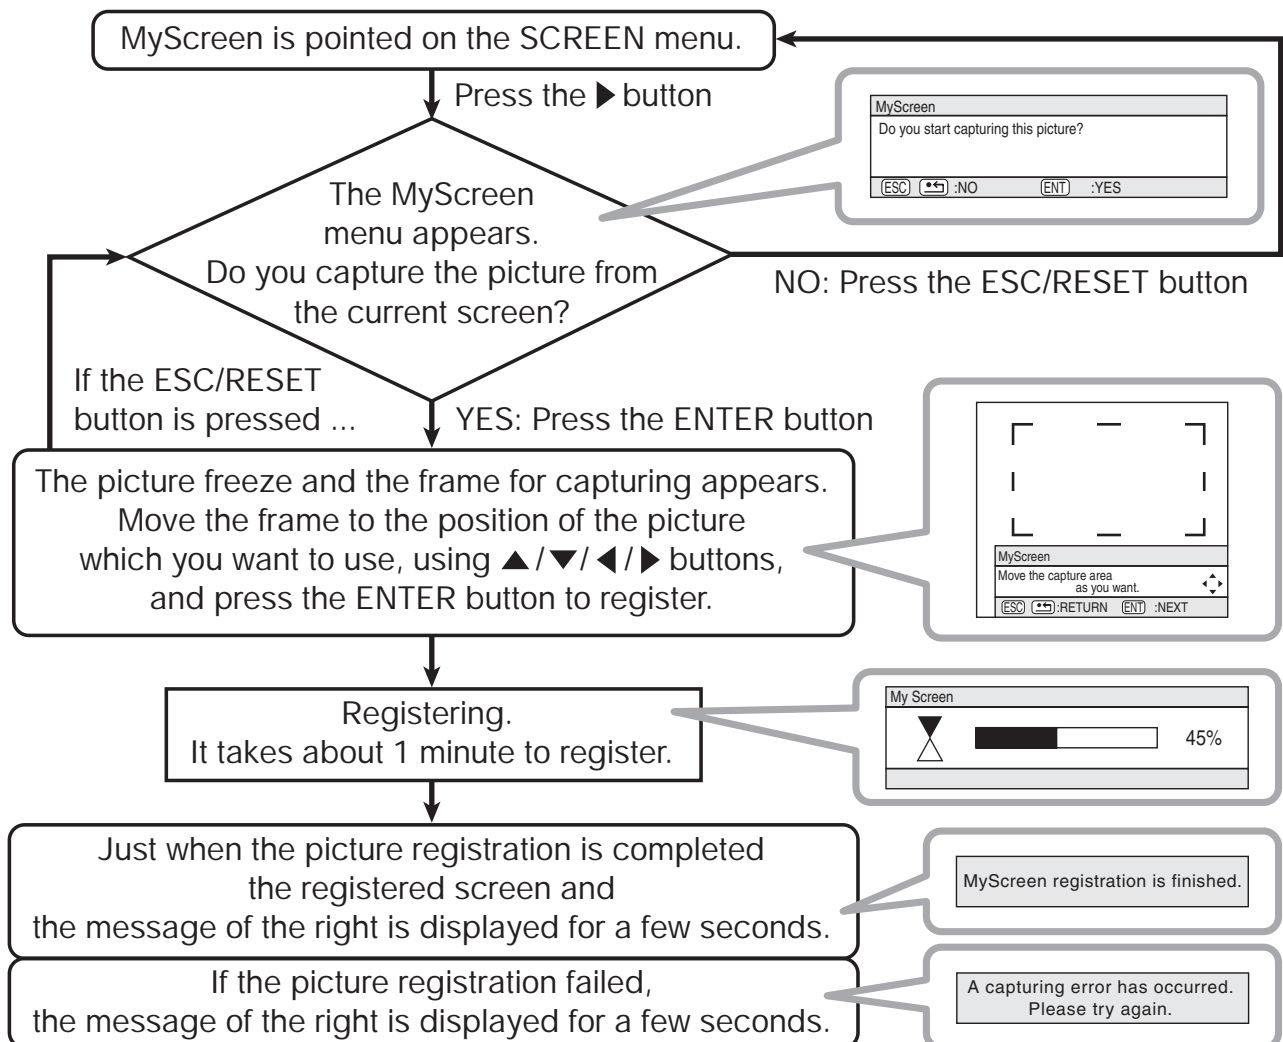 MyScreen is pointed on the SCREEN menu.
Press the ▶ button
MyScreen
Do you start capturing this picture?
ESC :NO ENT :YES
The MyScreen
menu appears.
Do you capture the picture from
the current screen?
NO: Press the ESC/RESET button
If the ESC/RESET
button is pressed ...
YES: Press the ENTER button
The picture freeze and the frame for capturing appears.
Move the frame to the position of the picture
which you want to use, using ▲/▼/◀/▶ buttons,
and press the ENTER button to register.
MyScreen
Move the capture area
as you want.
ESC :RETURN ENT :NEXT
Registering.
It takes about 1 minute to register.
My Screen
45%
Just when the picture registration is completed
the registered screen and
the message of the right is displayed for a few seconds.
MyScreen registration is finished.
If the picture registration failed,
the message of the right is displayed for a few seconds.
A capturing error has occurred.
Please try again.